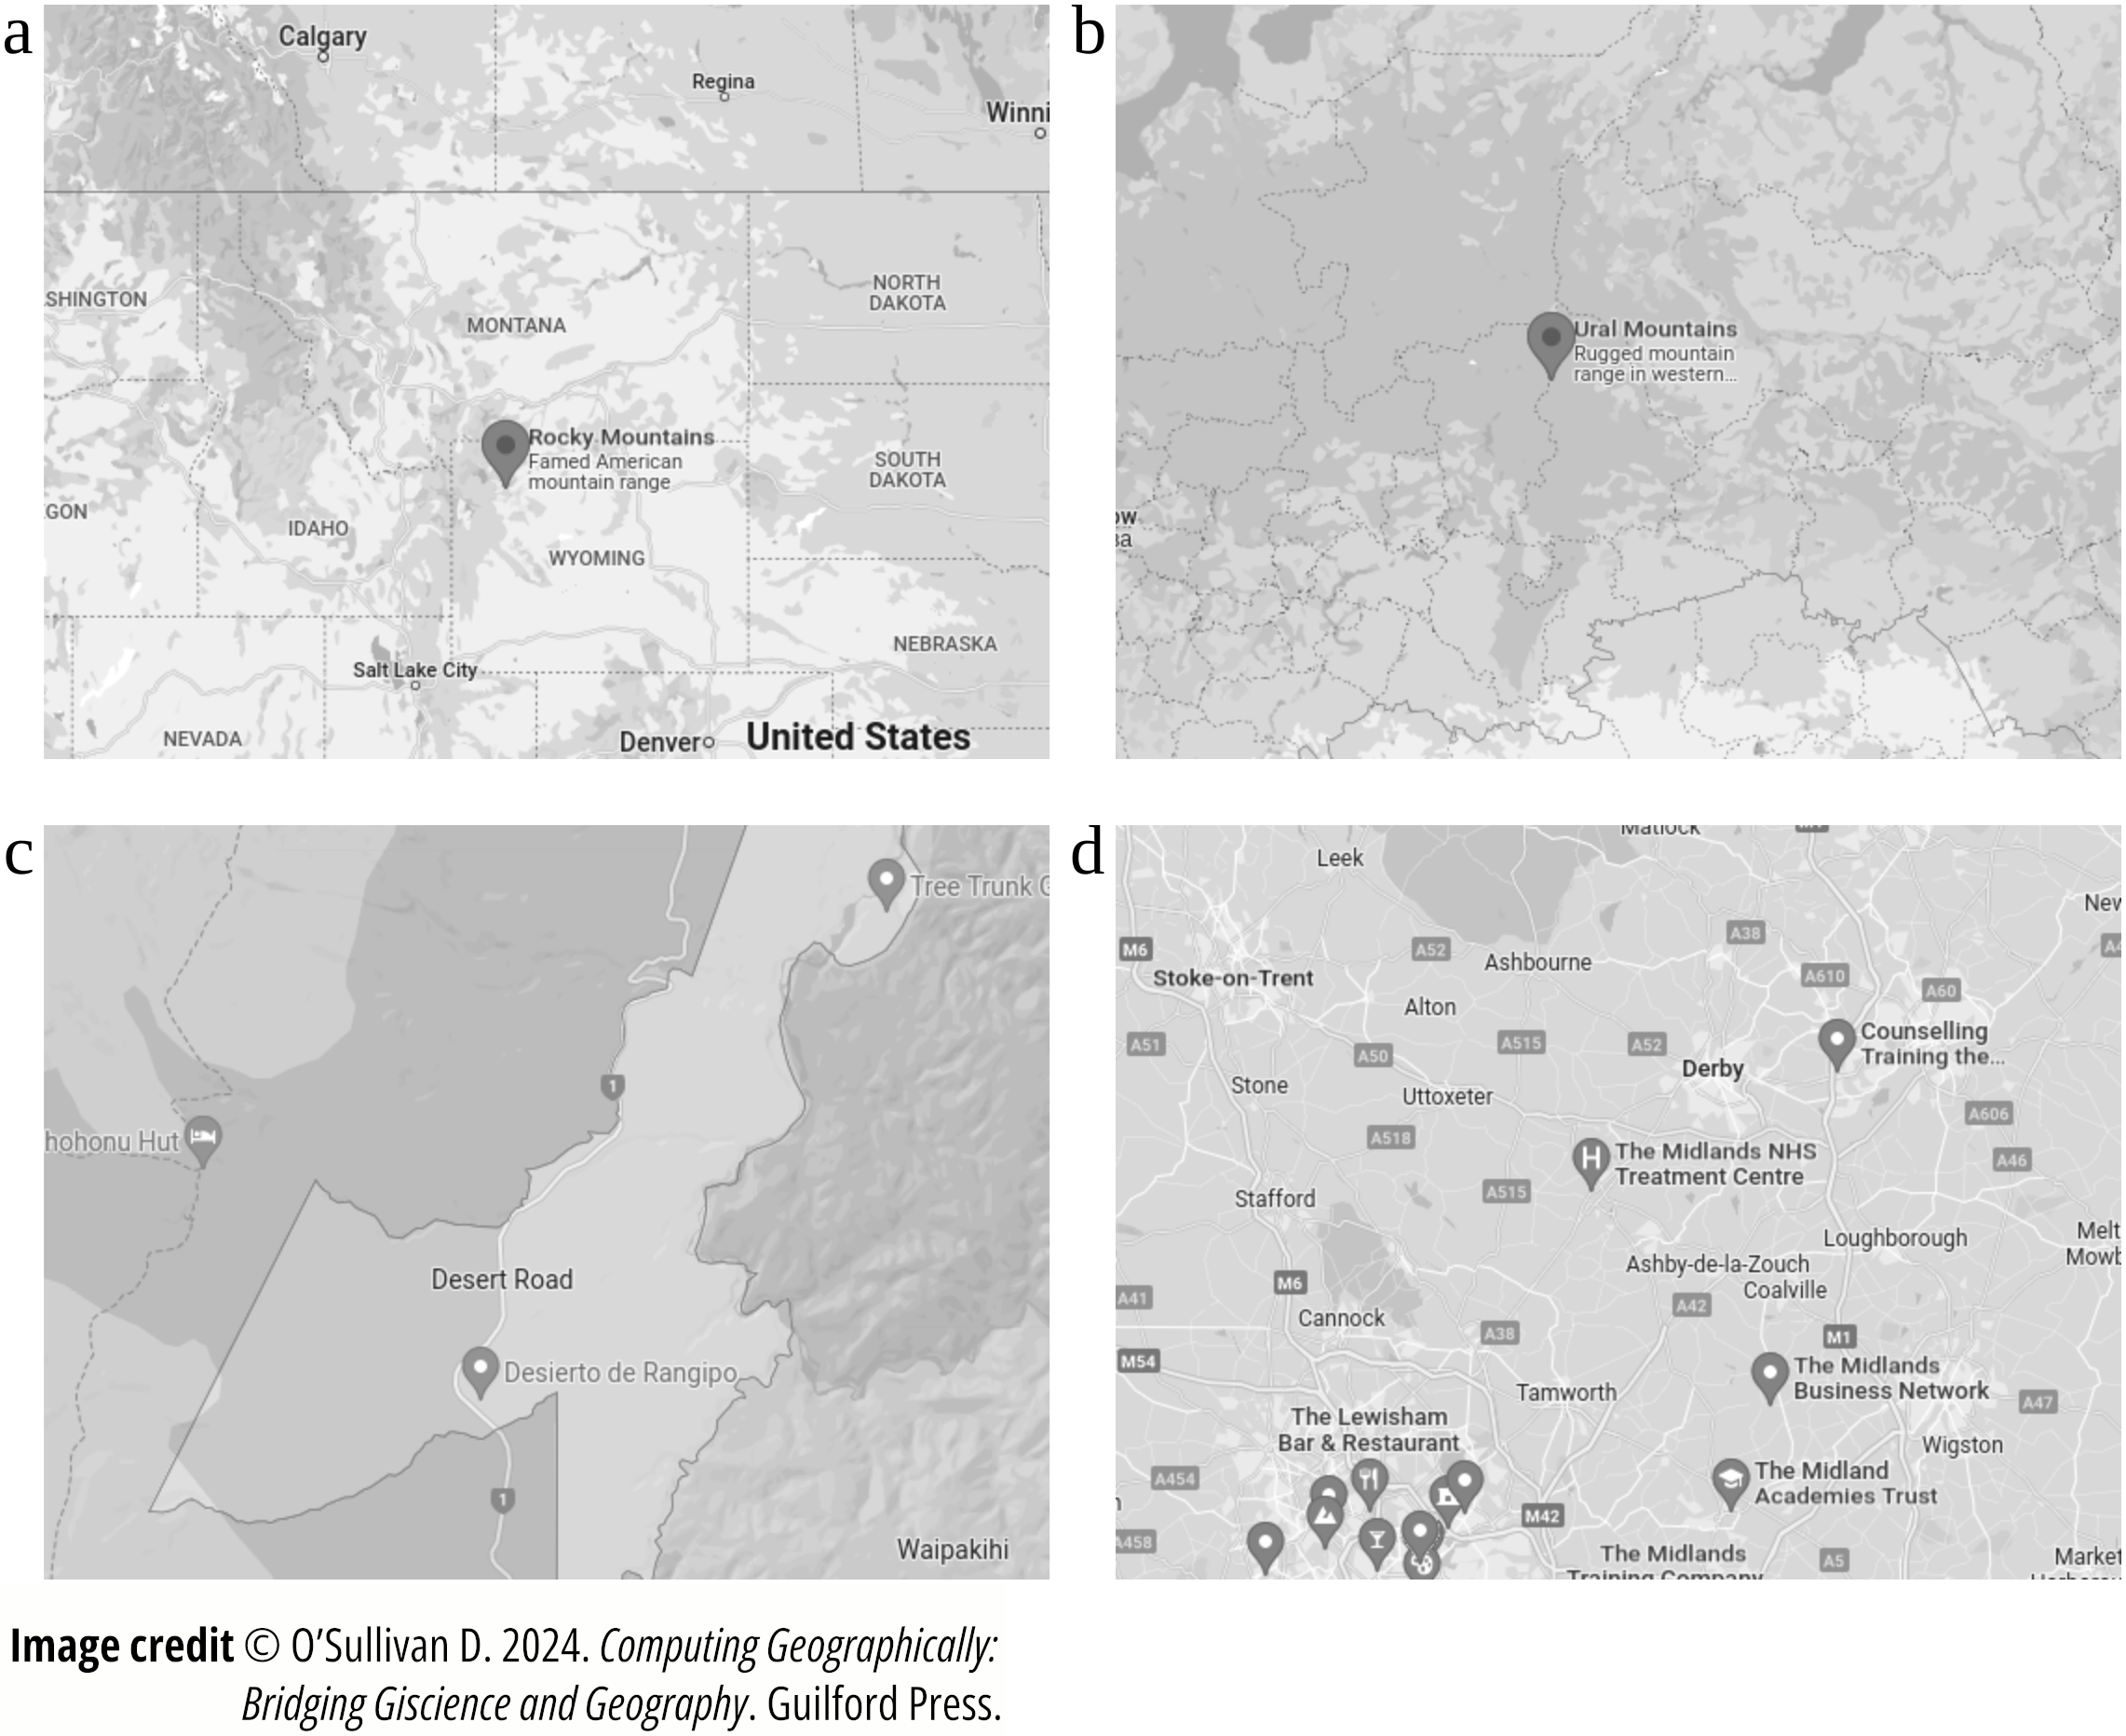 a
Calgary
Regina
Winni
SHINGTON
MONTANA
NORTH
DAKOTA
Rocky Mountains
Famed American
mountain range
SOUTH
DAKOTA
GON
IDAHO
WYOMING
NEBRASKA
Salt Lake City
NEVADA
Denver
United States
b
Ural Mountains
Rugged mountain
range in western...
ow
c
Tree Trunk G
1
hohonu Hut
Desert Road
Desierto de Rangipo
1
Waipakihi
d
Matlock
Leek
New
M6
A52
A38
Ashbourne
Stoke-on-Trent
A610
A60
Alton
A51
A50
A515
A52
Counselling
Training the...
Derby
Stone
Uttoxeter
A606
A518
The Midlands NHS
Treatment Centre
A46
A515
Stafford
Loughborough
Melt
Mowb
Ashby-de-la-Zouch
Coalville
M6
A41
A42
Cannock
A38
M1
M54
The Midlands
Business Network
Tamworth
A47
The Lewisham
Bar & Restaurant
Wigston
A454
The Midland
Academies Trust
M42
A458
The Midlands
Training Company
A5
Market
Image credit © O’Sullivan D. 2024. Computing Geographically:
Bridging Giscience and Geography. Guilford Press.